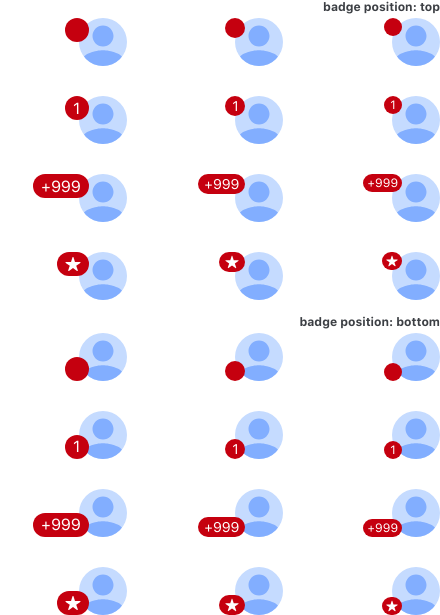 badge position: top
1 1 1
+999 +999 +999
badge position: bottom
1 1 1
+999 +999 +999